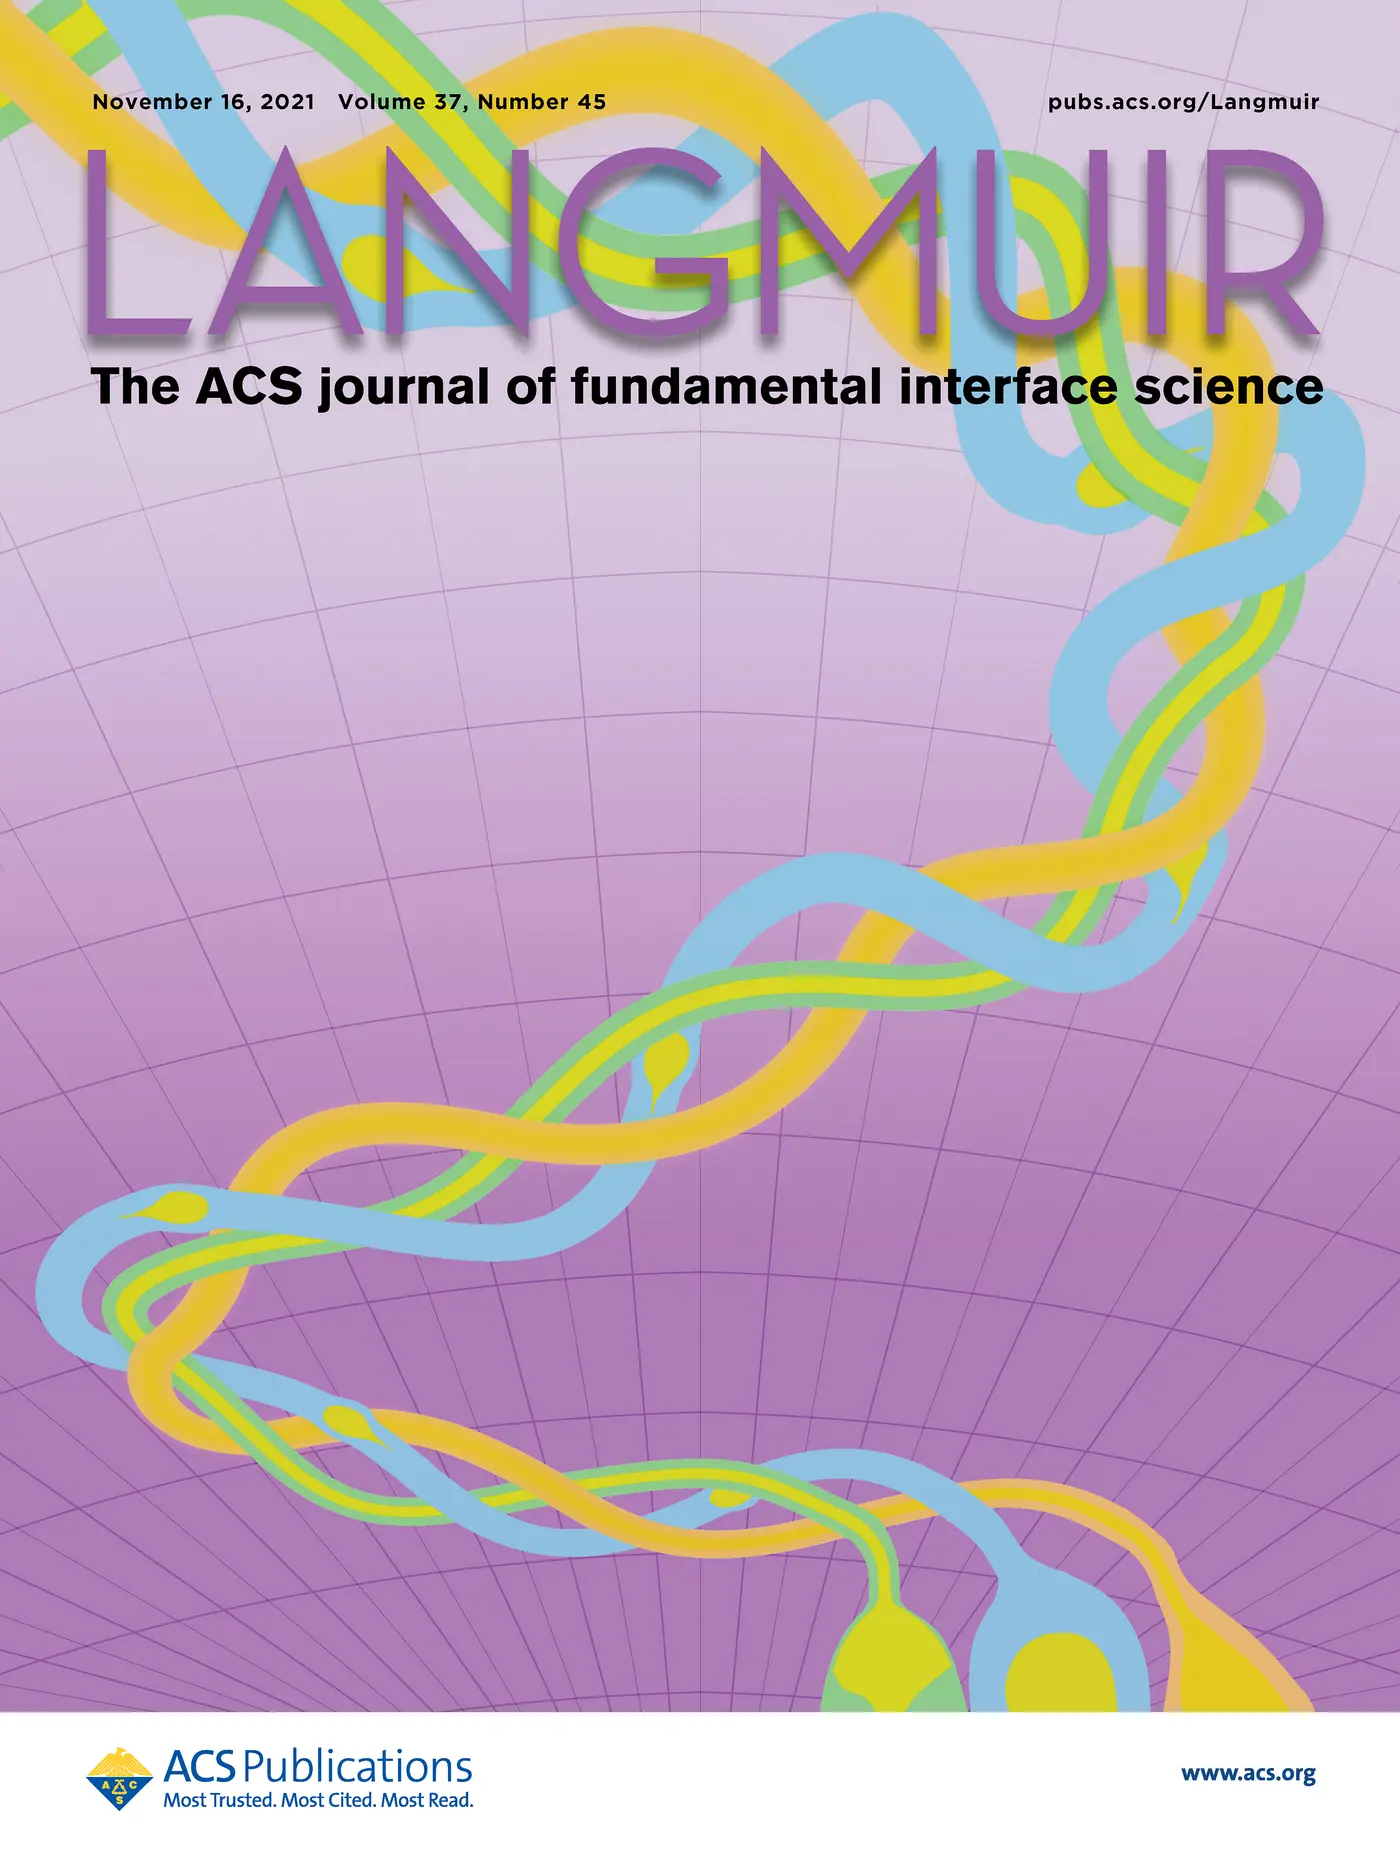 November 16, 2021 Volume 37, Number 45
pubs.acs.org/Langmuir
LANGMUIR
The ACS journal of fundamental interface science
A C S
ACS Publications
Most Trusted. Most Cited. Most Read.
www.acs.org